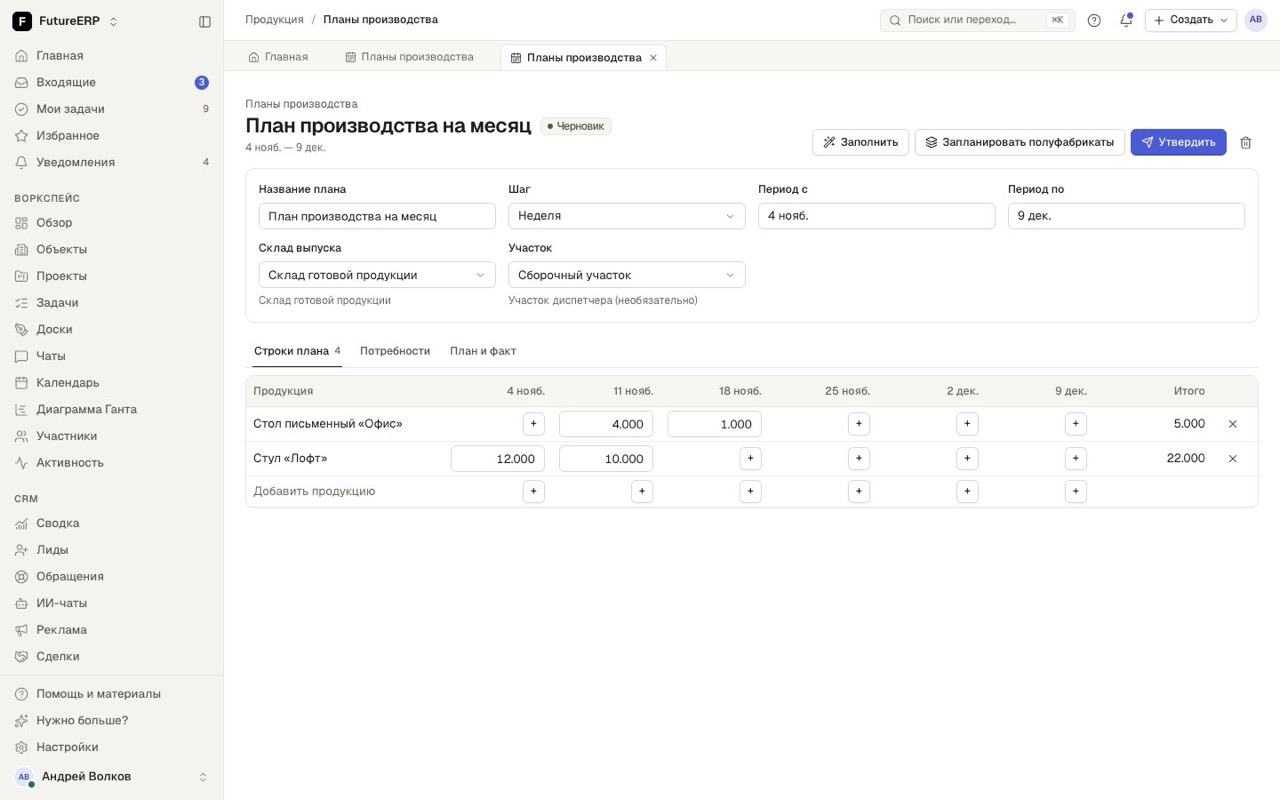 FutureERP
Главная
Входящие 3
Мои задачи 9
Избранное
Уведомления 4
ВОРКСПЕЙС
Обзор
Объекты
Проекты
Задачи
Доски
Чаты
Календарь
Диаграмма Ганта
Участники
Активность
CRM
Сводка
Лиды
Обращения
ИИ-чаты
Реклама
Сделки
Помощь и материалы
Нужно больше?
Настройки
АВ Андрей Волков
Продукция / Планы производства
Поиск или переход… ⌘K
+ Создать
АВ
Главная Планы производства Планы производства
Планы производства
План производства на месяц Черновик
4 нояб. — 9 дек.
Заполнить Запланировать полуфабрикаты Утвердить
Название плана Шаг Период с Период по
План производства на месяц Неделя 4 нояб. 9 дек.
Склад выпуска Участок
Склад готовой продукции Сборочный участок
Склад готовой продукции Участок диспетчера (необязательно)
Строки плана 4 Потребности План и факт
Продукция 4 нояб. 11 нояб. 18 нояб. 25 нояб. 2 дек. 9 дек. Итого
Стол письменный «Офис» + 4.000 1.000 + + + 5.000
Стул «Лофт» 12.000 10.000 + + + + 22.000
Добавить продукцию + + + + + +